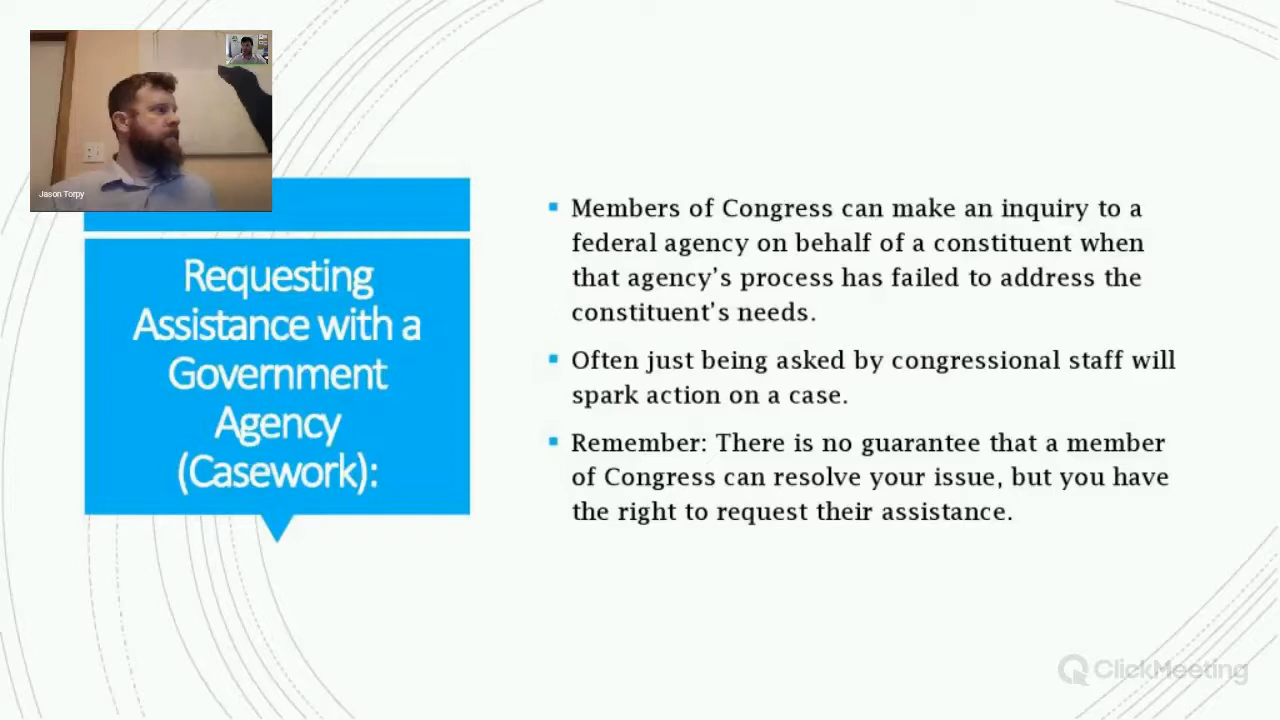 Jason Torpy
Requesting
Assistance with a
Government
Agency
(Casework):
Members of Congress can make an inquiry to a
federal agency on behalf of a constituent when
that agency's process has failed to address the
constituent's needs.
Often just being asked by congressional staff will
spark action on a case.
Remember: There is no guarantee that a member
of Congress can resolve your issue, but you have
the right to request their assistance.
ClickMeeting